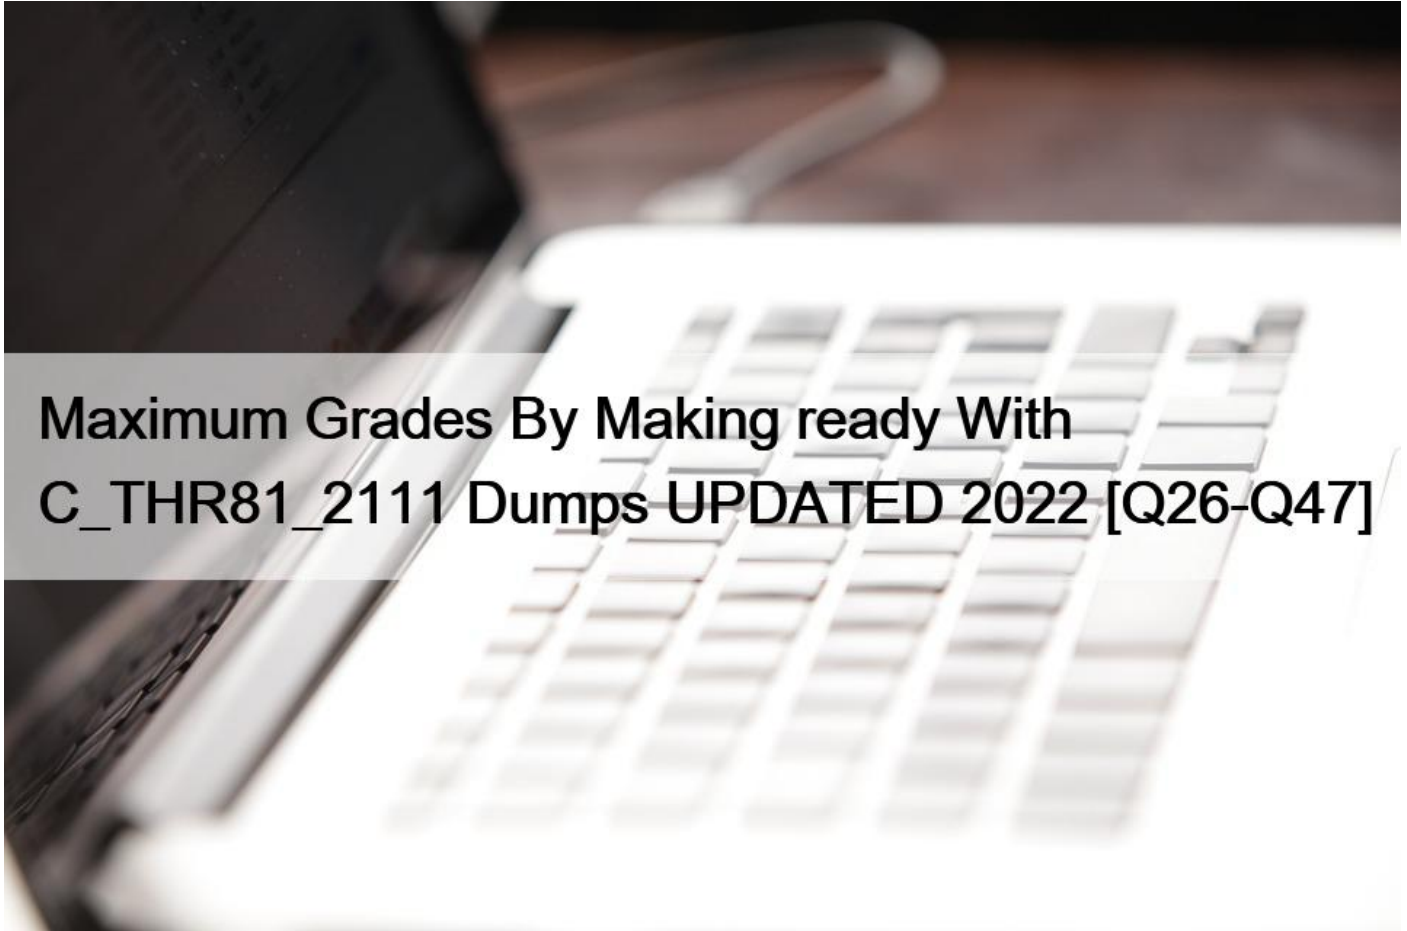 Maximum Grades By Making ready With
C_THR81_2111 Dumps UPDATED 2022 [Q26-Q47]